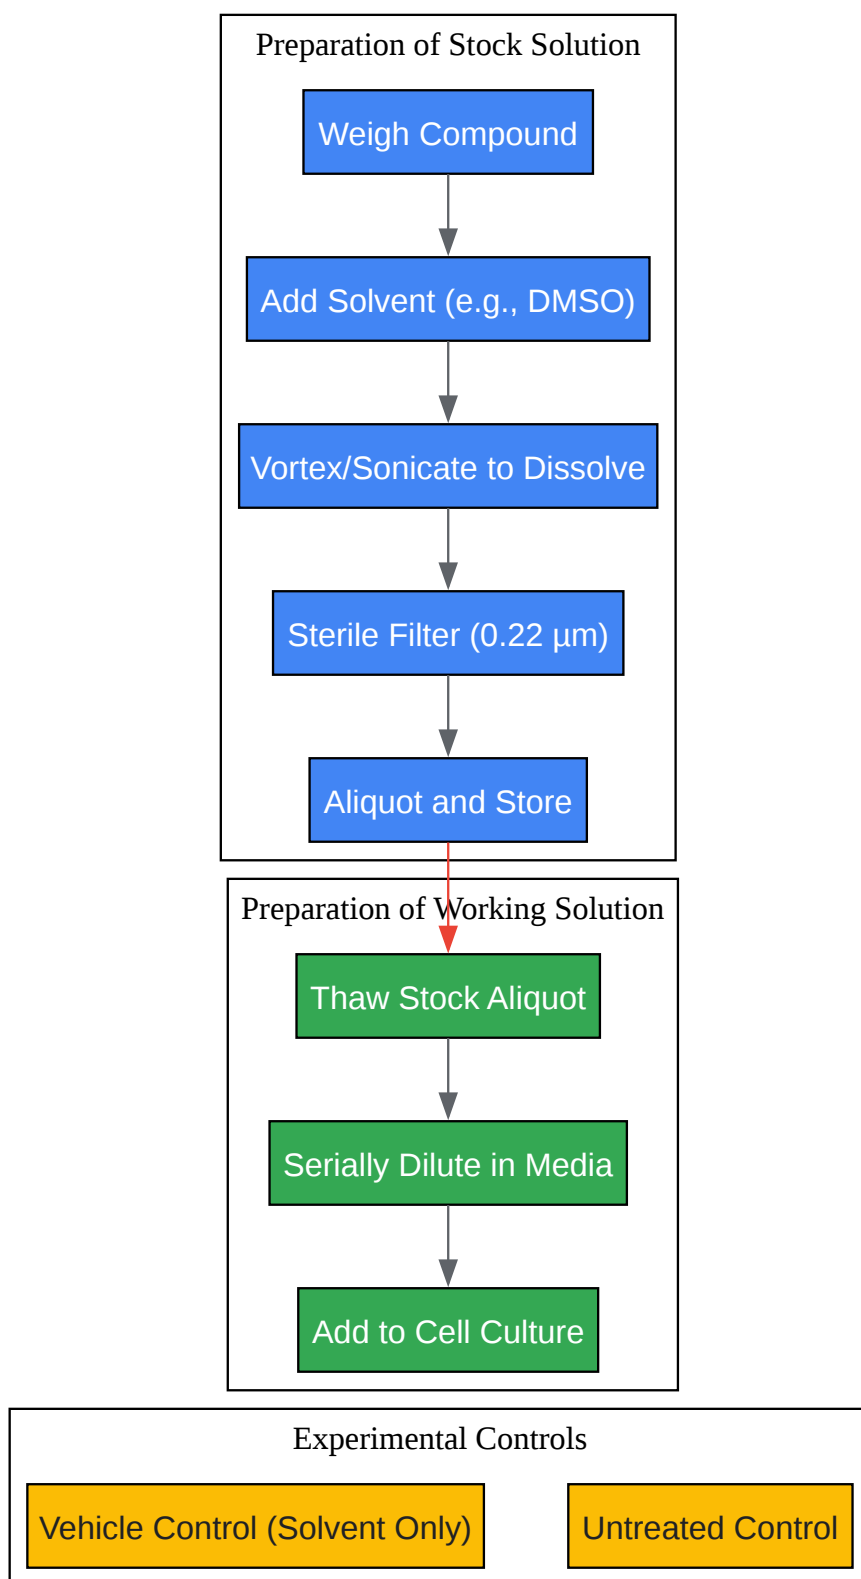 Preparation of Stock Solution
Weigh Compound
Add Solvent (e.g., DMSO)
Vortex/Sonicate to Dissolve
Sterile Filter (0.22 µm)
Aliquot and Store
Preparation of Working Solution
Thaw Stock Aliquot
Serially Dilute in Media
Add to Cell Culture
Experimental Controls
Vehicle Control (Solvent Only)
Untreated Control